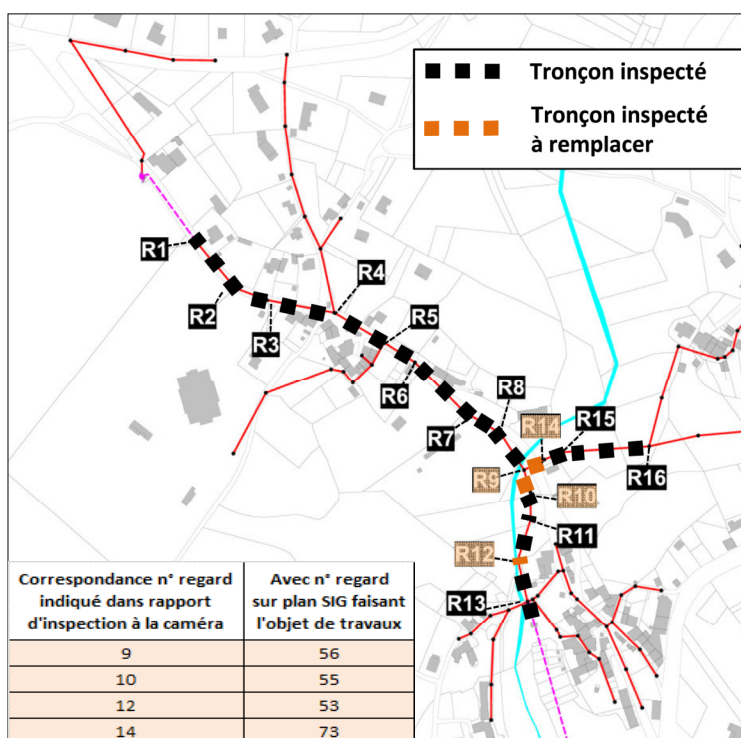 Tronçon inspecté
Tronçon inspecté
à remplacer
R1
R2
R3
R4
R5
R6
R7
R8
R14
R15
R9
R16
R10
R11
R12
R13
Correspondance n° regard
indiqué dans rapport
d'inspection à la caméra
Avec n° regard
sur plan SIG faisant
l'objet de travaux
9 56
10 55
12 53
14 73